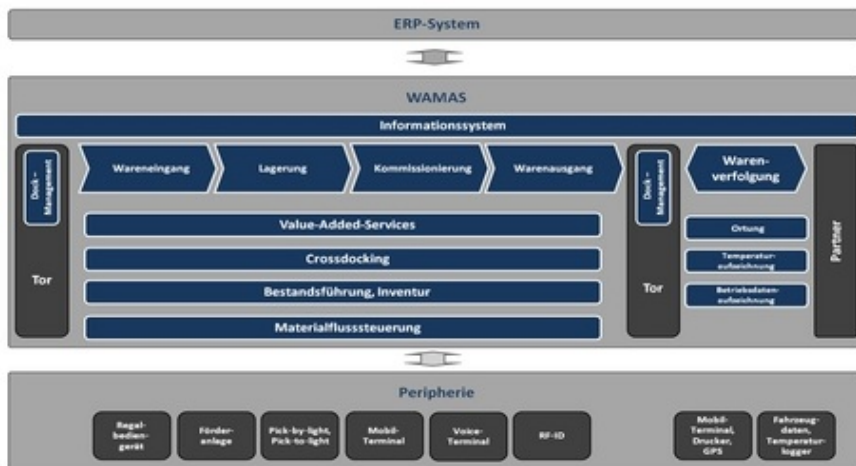 ERP-System
WAMAS
Informationssystem
Dock-
Management
Tor
Wareneingang
Lagerung
Kommissionierung
Warenausgang
Value-Added-Services
Crossdocking
Bestandsführung, Inventur
Materialflusssteuerung
Dock-
Management
Tor
Waren-
verfolgung
Ortung
Temperatur-
aufzeichnung
Betriebsdaten-
aufzeichnung
Partner
Peripherie
Regal-
bedien-
gerät
Förder-
anlage
Pick-by-light,
Pick-to-light
Mobil-
Terminal
Voice-
Terminal
RF-ID
Mobil-
Terminal,
Drucker,
GPS
Fahrzeug-
daten,
Temperatur-
logger